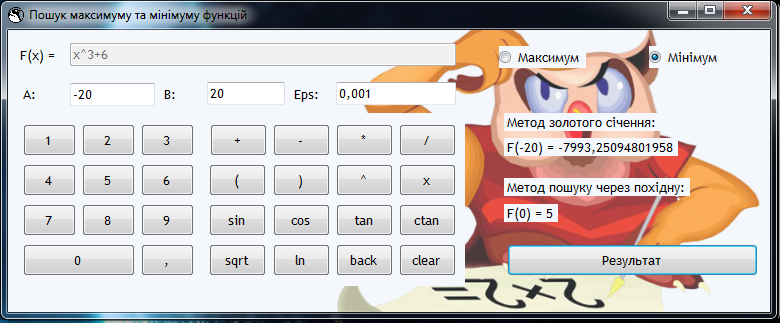 Пошук максимуму та мінімуму функцій
F(x) = x^3+6
Максимум Мінімум
A: -20 B: 20 Eps: 0,001
Метод золотого січення:
F(-20) = -7993,25094801958
Метод пошуку через похідну:
F(0) = 5
1 2 3 + - * /
4 5 6 ( ) ^ x
7 8 9 sin cos tan ctan
0 , sqrt ln back clear
Результат
2+2=